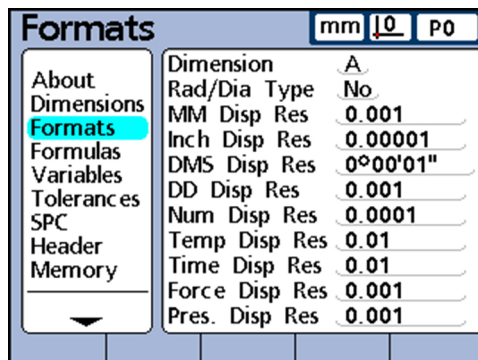 Formats
mm 0 P0
About
Dimensions
Formats
Formulas
Variables
Tolerances
SPC
Header
Memory
Dimension A
Rad/Dia Type No
MM Disp Res 0.001
Inch Disp Res 0.00001
DMS Disp Res 0°00'01"
DD Disp Res 0.001
Num Disp Res 0.0001
Temp Disp Res 0.01
Time Disp Res 0.01
Force Disp Res 0.001
Pres. Disp Res 0.001